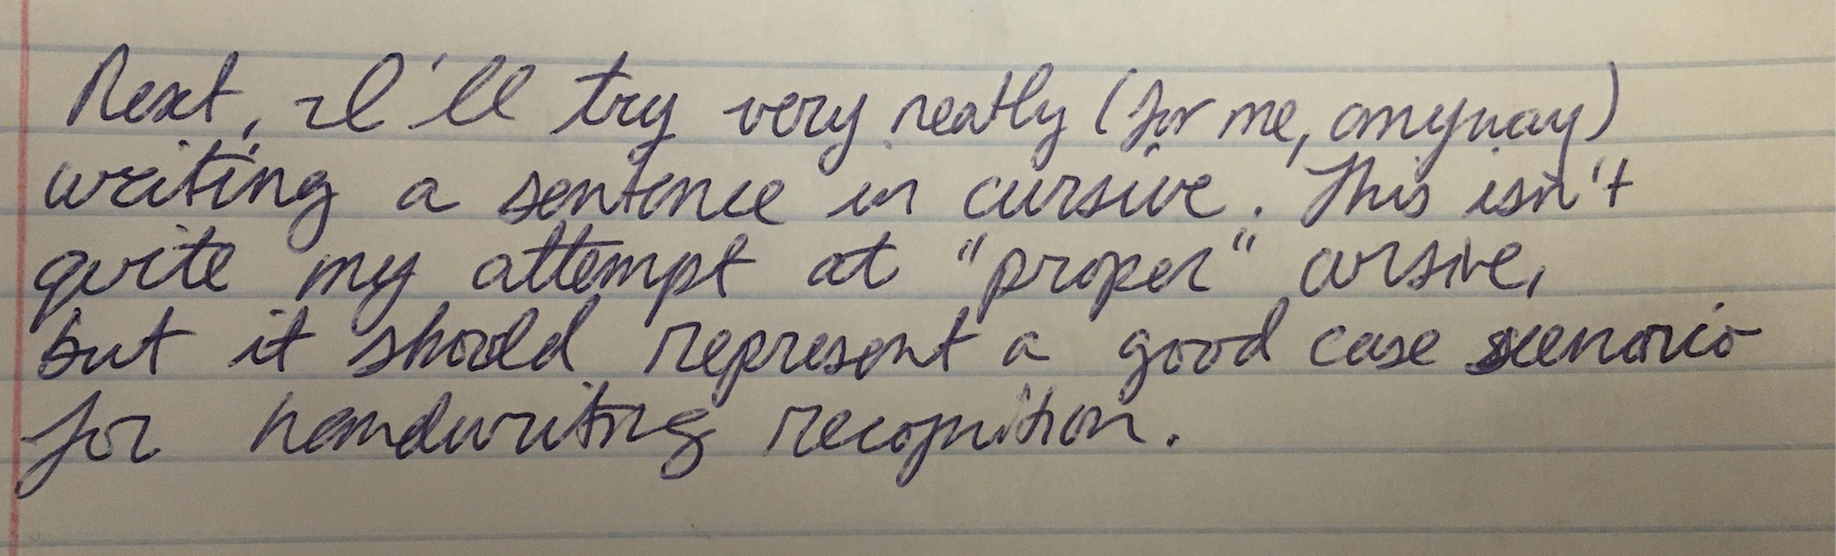 Next, I'll try very neatly (for me, anyway)
writing a sentence in cursive. This isn't
quite my attempt at "proper" cursive,
but it should represent a good case scenario
for handwriting recognition.